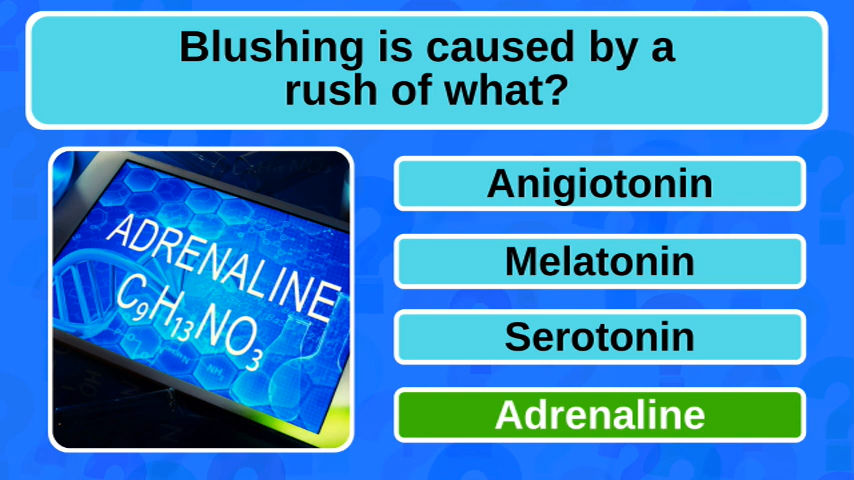 Blushing is caused by a
rush of what?
ADRENALINE
C₉H₁₃NO₃
Anigiotonin
Melatonin
Serotonin
Adrenaline